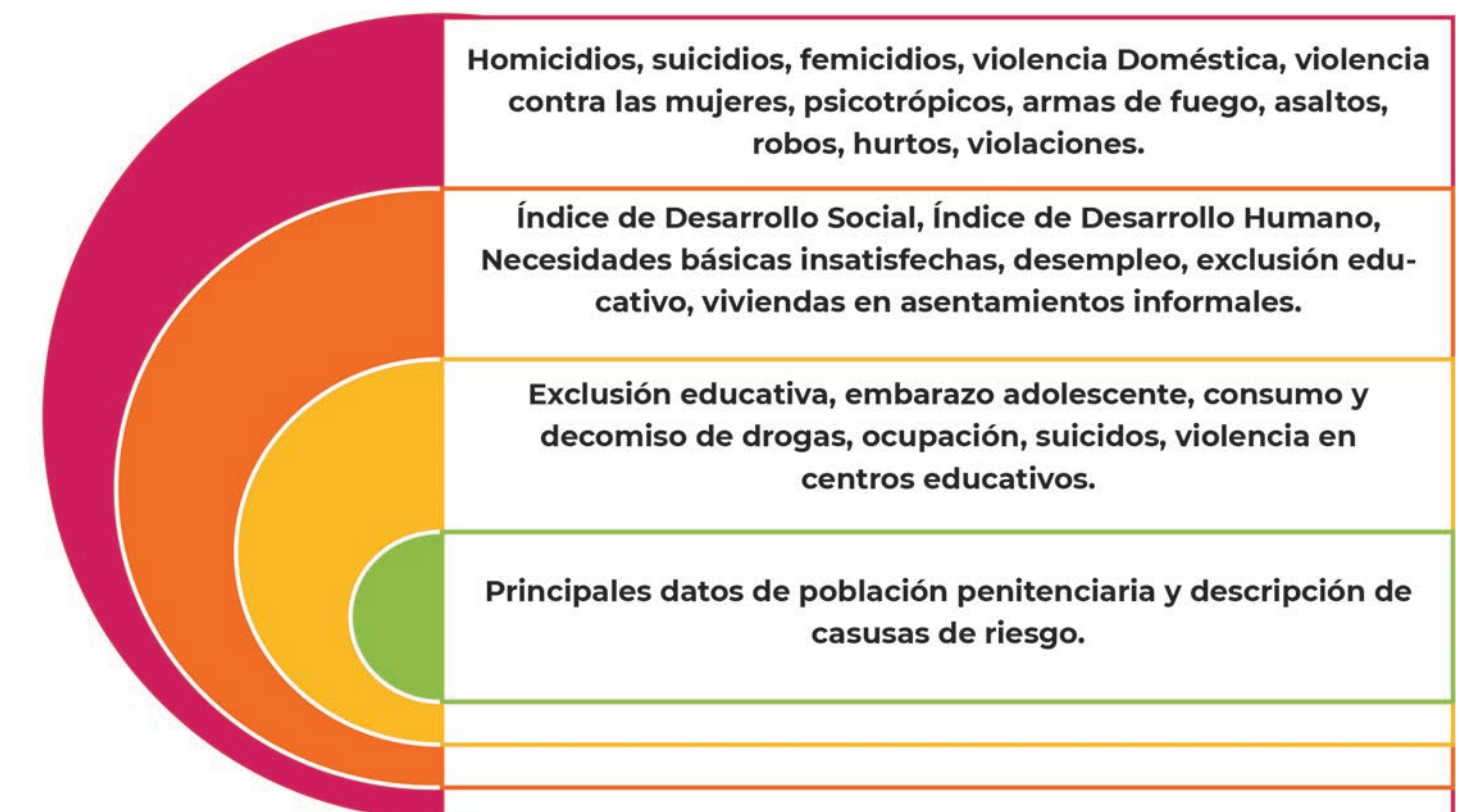 Homicidios, suicidios, femicidios, violencia Doméstica, violencia
contra las mujeres, psicotrópicos, armas de fuego, asaltos,
robos, hurtos, violaciones.
Índice de Desarrollo Social, Índice de Desarrollo Humano,
Necesidades básicas insatisfechas, desempleo, exclusión edu-
cativo, viviendas en asentamientos informales.
Exclusión educativa, embarazo adolescente, consumo y
decomiso de drogas, ocupación, suicidos, violencia en
centros educativos.
Principales datos de población penitenciaria y descripción de
casusas de riesgo.